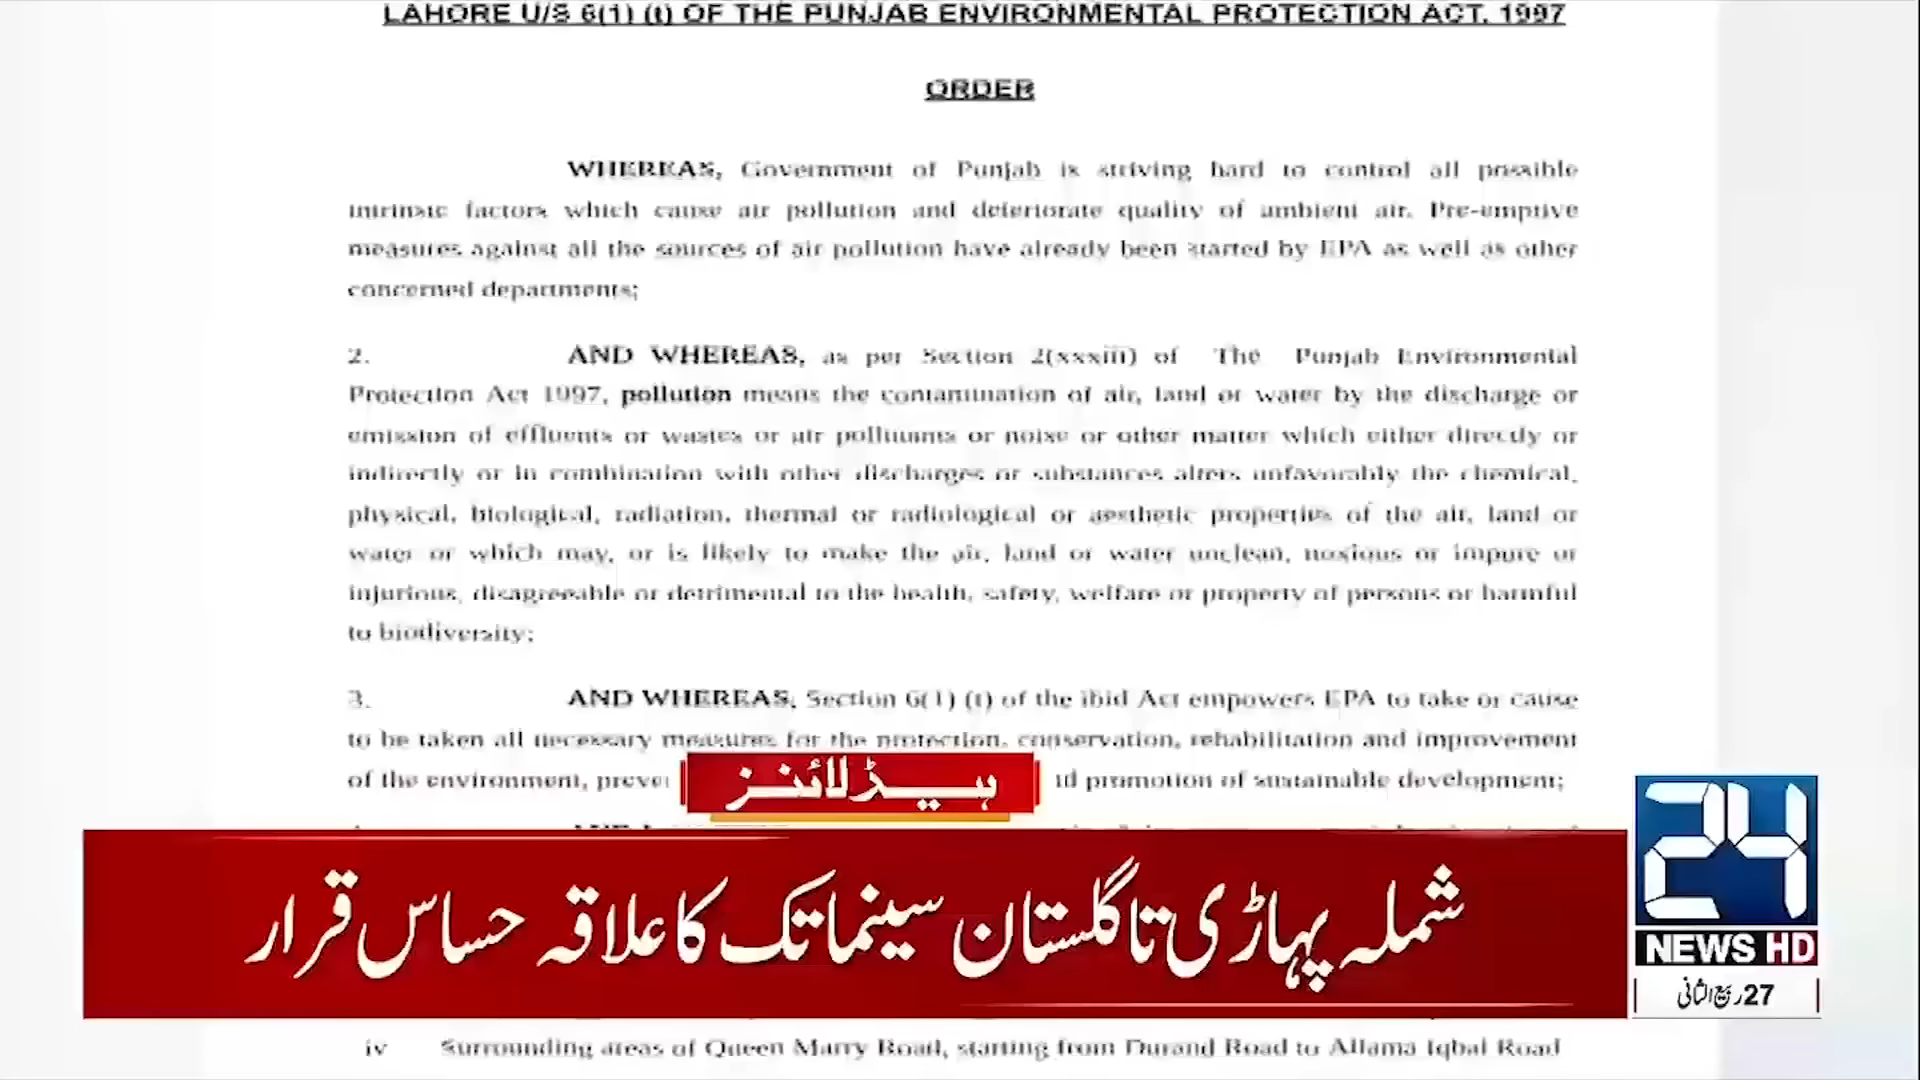 LAHORE U/S 6(1) (t) OF THE PUNJAB ENVIRONMENTAL PROTECTION ACT, 1997
ORDER
WHEREAS, Government of Punjab is striving hard to control all possible
intrinsic factors which cause air pollution and deteriorate quality of ambient air. Pre-emptive
measures against all the sources of air pollution have already been started by EPA as well as other
concerned departments;
2. AND WHEREAS, as per Section 2(xxxiii) of The Punjab Environmental
Protection Act 1997, pollution means the contamination of air, land or water by the discharge or
emission of effluents or wastes or air pollutants or noise or other matter which either directly or
indirectly or in combination with other discharges or substances alters unfavorably the chemical,
physical, biological, radiation, thermal or radiological or aesthetic properties of the air, land or
water or which may, or is likely to make the air, land or water unclean, noxious or impure or
injurious, disagreeable or detrimental to the health, safety, welfare or property of persons or harmful
to biodiversity;
3. AND WHEREAS, Section 6(1) (t) of the ibid Act empowers EPA to take or cause
to be taken all necessary measures for the protection, conservation, rehabilitation and improvement
of the environment, promotion of sustainable development;
ہیڈلائنز
شملہ پہاڑی تا گلستان سینما تک کا علاقہ حساس قرار
24
NEWS HD
27 ربیع الثانی
iv Surrounding areas of Queen Marry Road, starting from Durand Road to Allama Iqbal Road